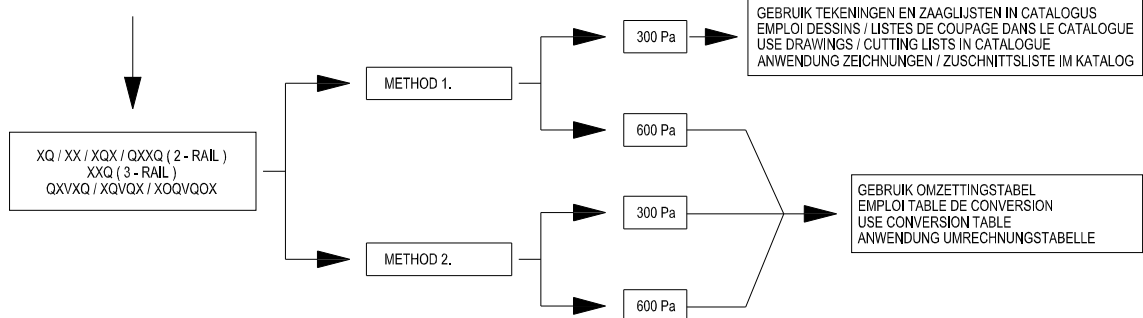 GEBRUIK TEKENINGEN EN ZAAGLIJSTEN IN CATALOGUS
EMPLOI DESSINS / LISTES DE COUPAGE DANS LE CATALOGUE
USE DRAWINGS / CUTTING LISTS IN CATALOGUE
ANWENDUNG ZEICHNUNGEN / ZUSCHNITTSLISTE IM KATALOG
300 Pa
METHOD 1.
600 Pa
XQ / XX / XQX / QXXQ ( 2 - RAIL )
XXQ ( 3 - RAIL )
QXVXQ / XQVQX / XOQVQOX
300 Pa
GEBRUIK OMZETTINGSTABEL
EMPLOI TABLE DE CONVERSION
USE CONVERSION TABLE
ANWENDUNG UMRECHNUNGSTABELLE
METHOD 2.
600 Pa